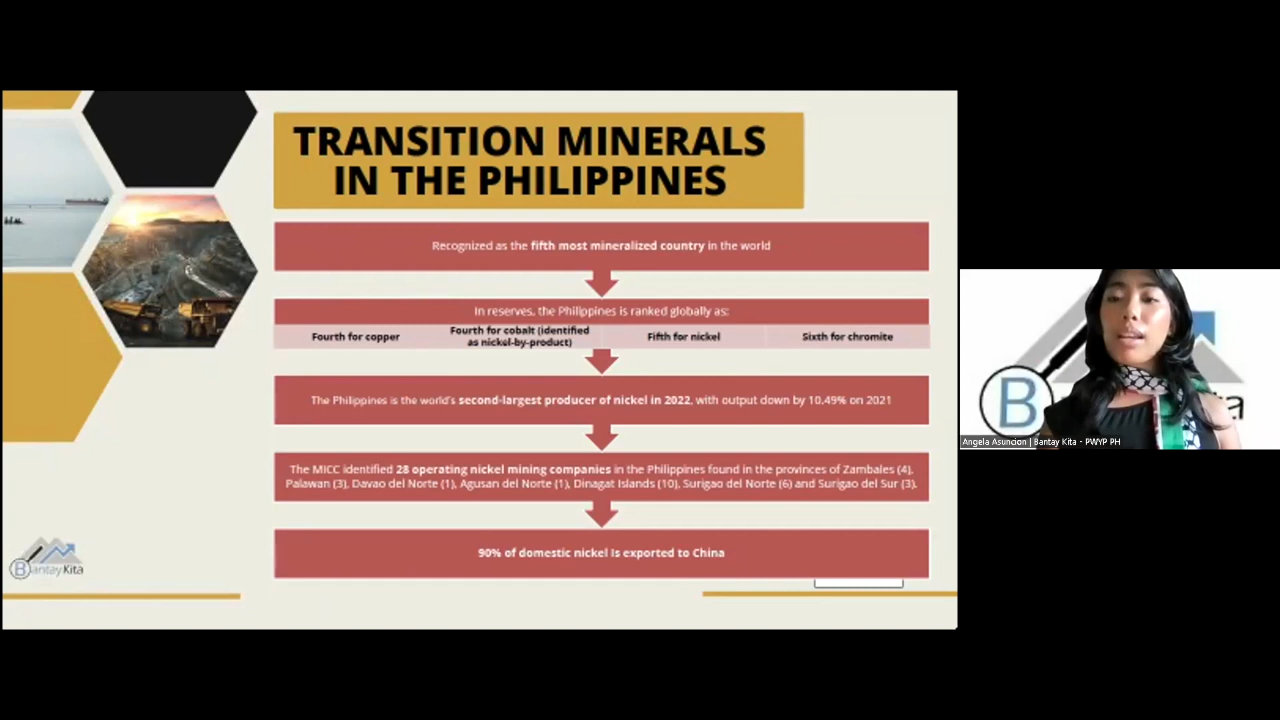 TRANSITION MINERALS
IN THE PHILIPPINES
Recognized as the fifth most mineralized country in the world
In reserves, the Philippines is ranked globally as:
Fourth for copper
Fourth for cobalt (identified
as nickel-by-product)
Fifth for nickel
Sixth for chromite
The Philippines is the world's second-largest producer of nickel in 2022, with output down by 10.49% on 2021
The MICC identified 28 operating nickel mining companies in the Philippines found in the provinces of Zambales (4),
Palawan (3), Davao del Norte (1), Agusan del Norte (1), Dinagat Islands (10), Surigao del Norte (6) and Surigao del Sur (3).
90% of domestic nickel is exported to China
BantayKita
B
a
Angela Asuncion | Bantay Kita - PWYP PH